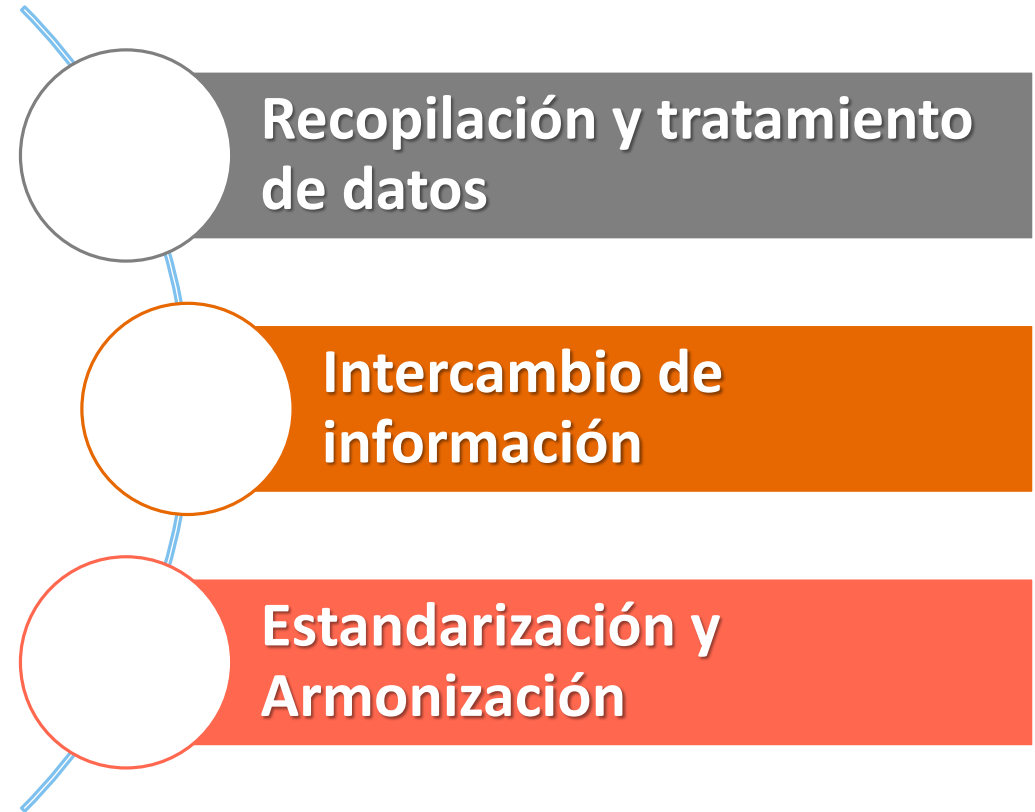 Recopilación y tratamiento
de datos
Intercambio de
información
Estandarización y
Armonización